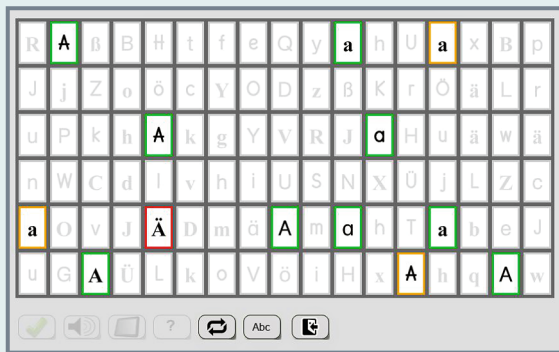 R A ß B H t f e Q y a h U a x B p
J j Z o ö c Y O D z ß K r Ö ä L r
u P k h A k g Y V R J a H u ä w ä
n W C d l v h i U S N X Ü j L Z c
a O v J Ä D m ä A m a h T a b e J
u G A Ü L k o V ö i H x A h q A w
?
Abc